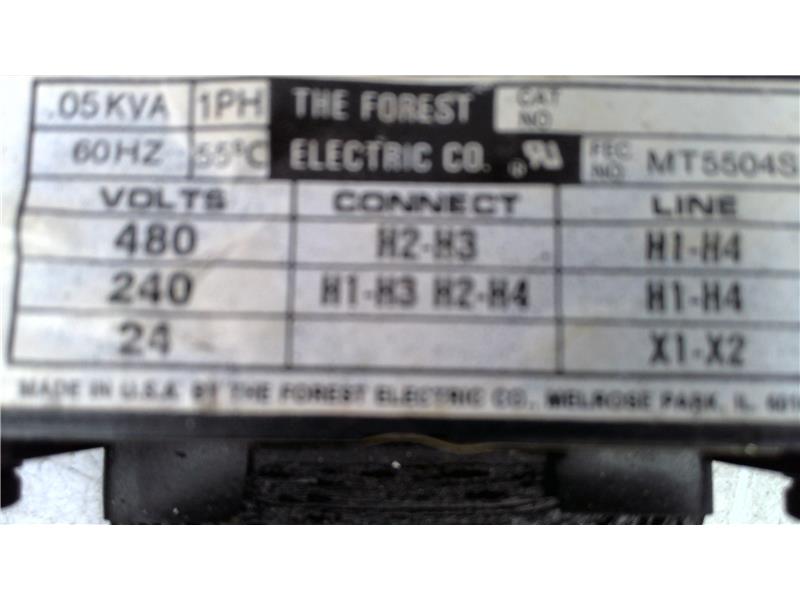 .05KVA 1PH THE FOREST CAT
60HZ 55°C ELECTRIC CO. ® FEC NO MT5504S
NO
VOLTS CONNECT LINE
480 H2-H3 H1-H4
240 H1-H3 H2-H4 H1-H4
24 X1-X2
MADE IN U.S.A. BY THE FOREST ELECTRIC CO., MELROSE PARK, IL.